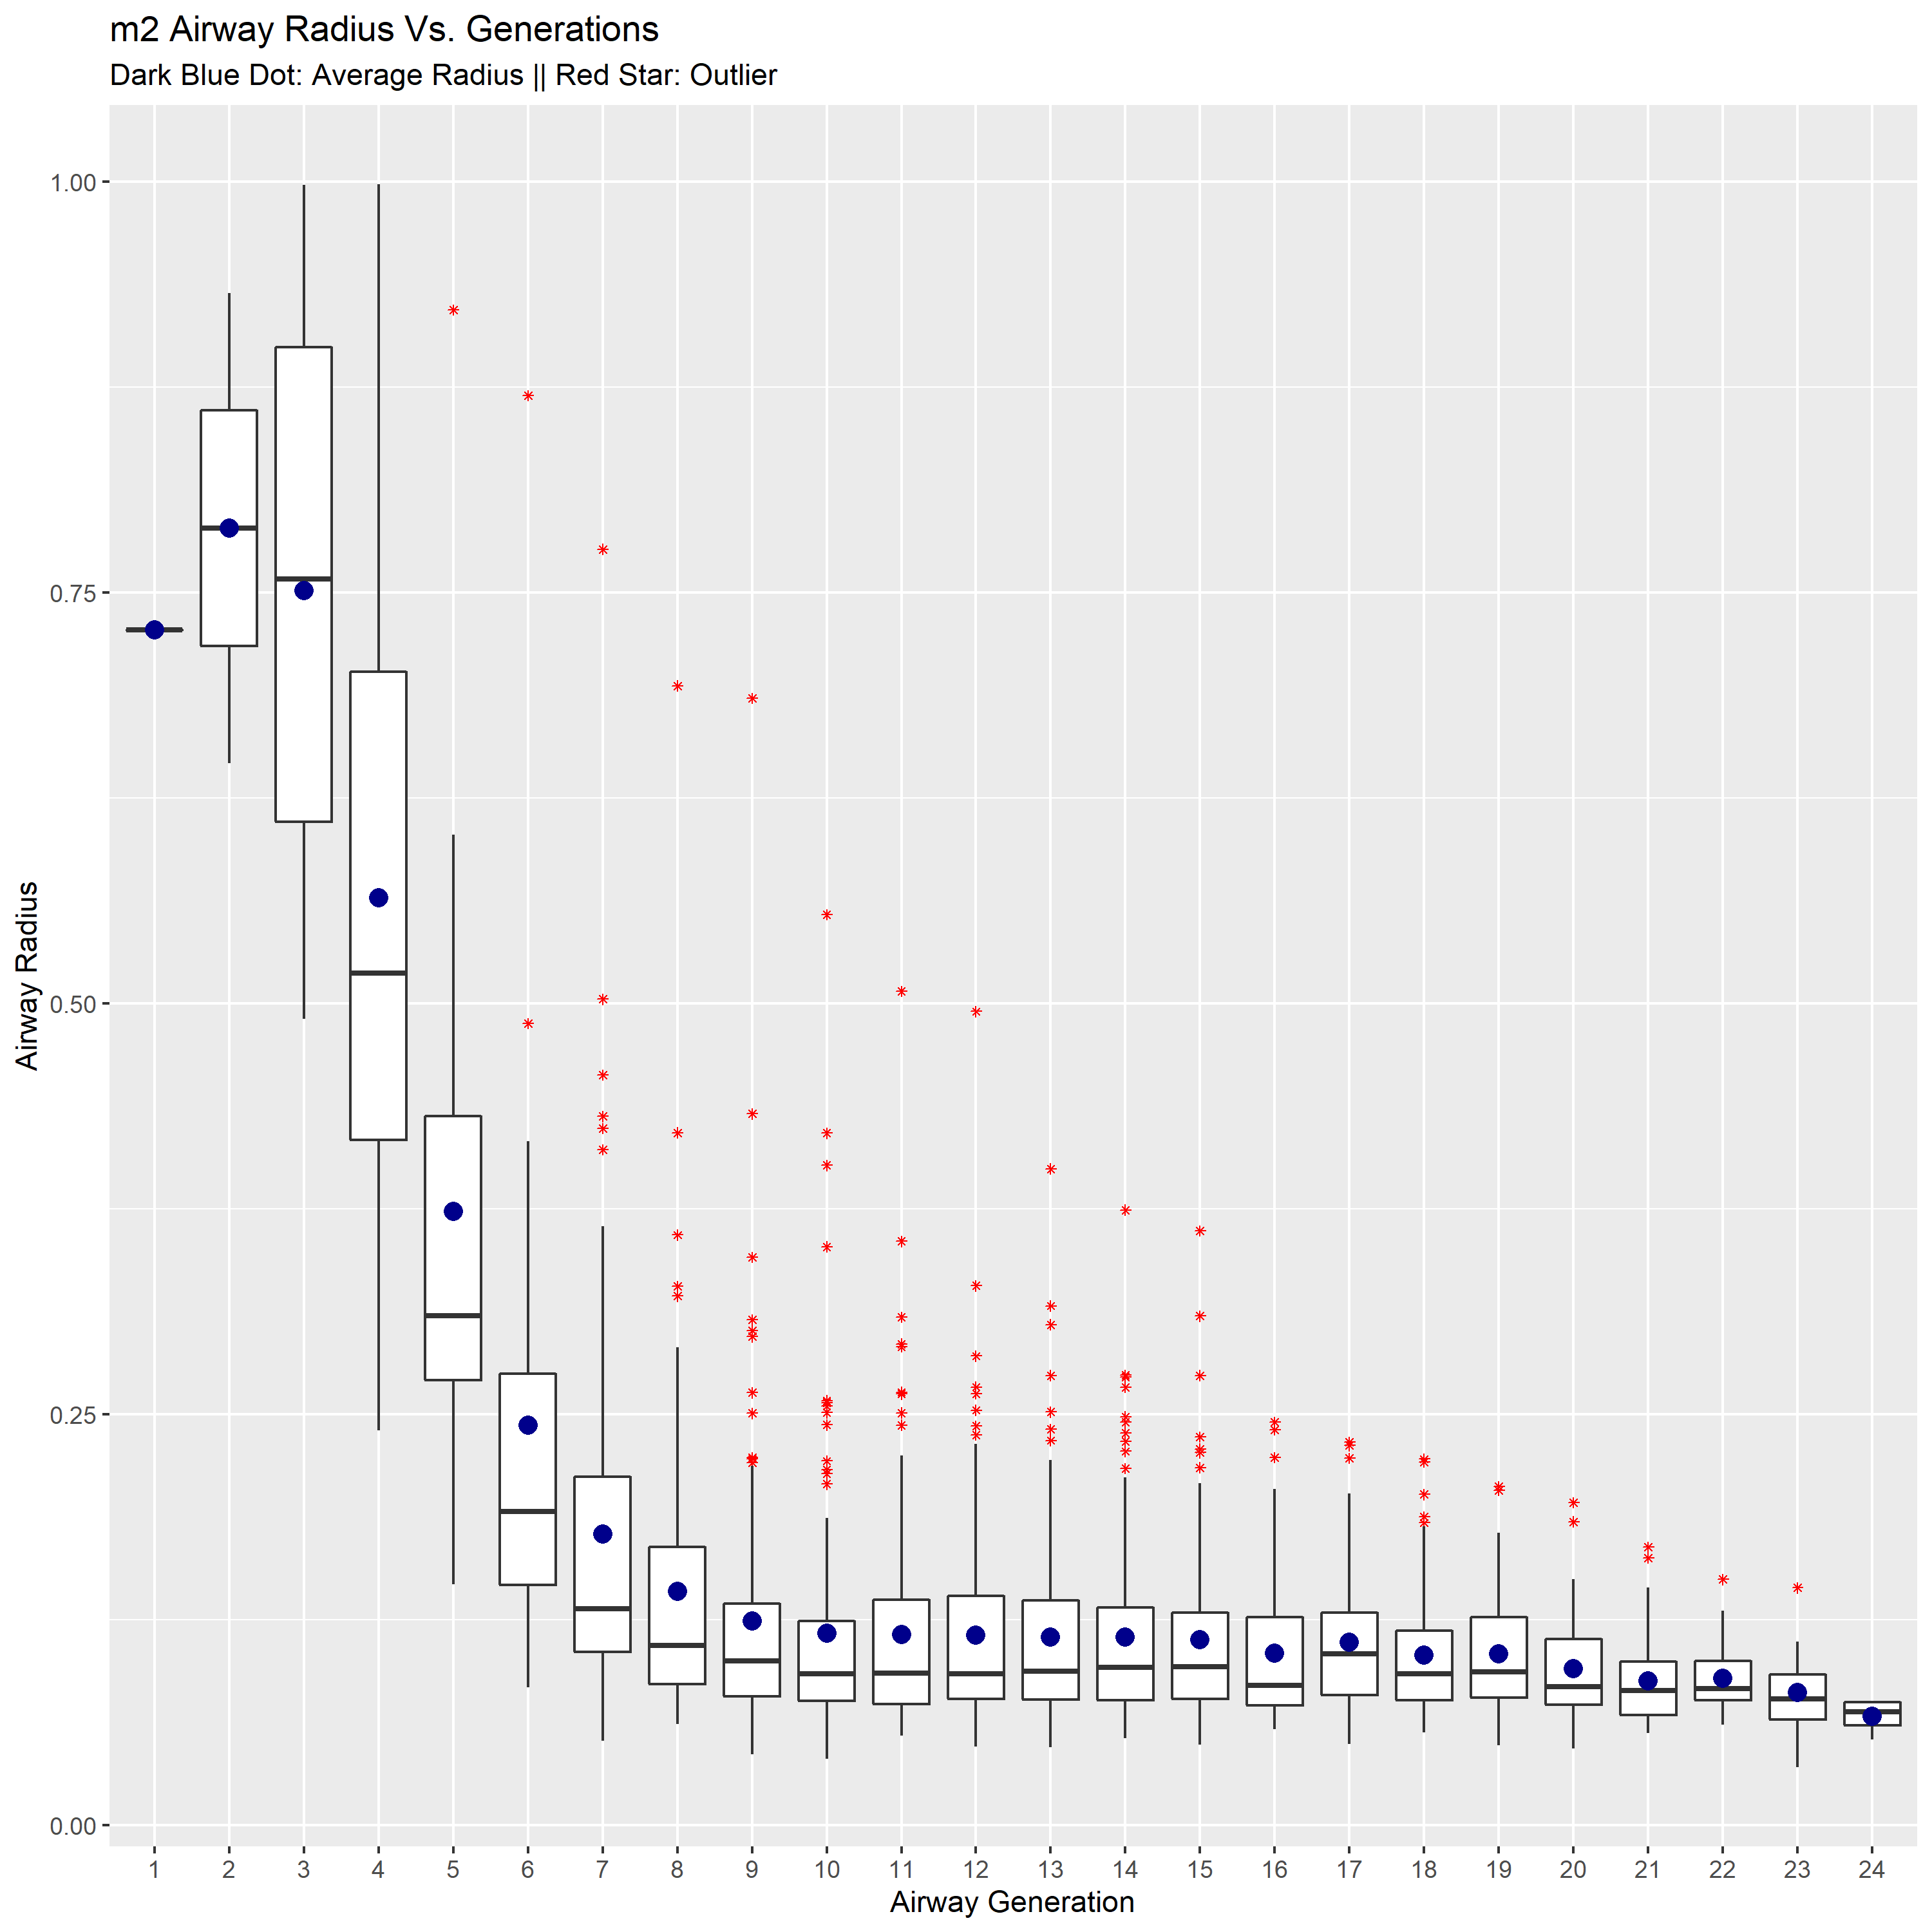 m2 Airway Radius Vs. Generations
Dark Blue Dot: Average Radius || Red Star: Outlier
Airway Radius
1.00
0.75
0.50
0.25
0.00
1 2 3 4 5 6 7 8 9 10 11 12 13 14 15 16 17 18 19 20 21 22 23 24
Airway Generation